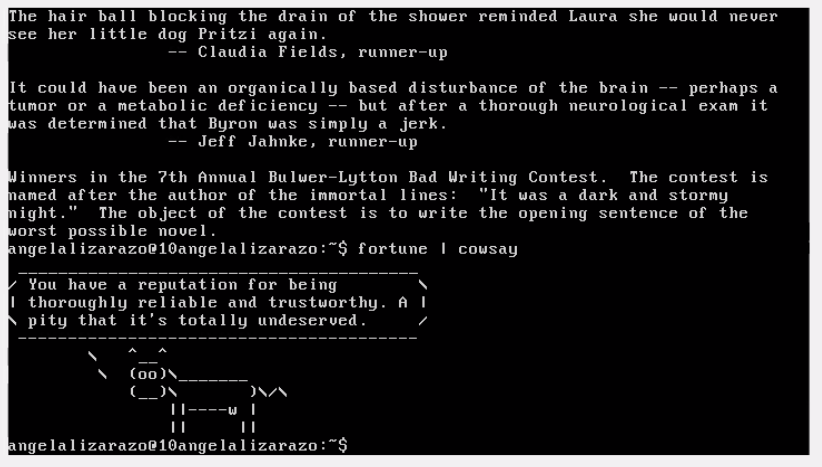 The hair ball blocking the drain of the shower reminded Laura she would never
see her little dog Pritzi again.
                -- Claudia Fields, runner-up

It could have been an organically based disturbance of the brain -- perhaps a
tumor or a metabolic deficiency -- but after a thorough neurological exam it
was determined that Byron was simply a jerk.
                -- Jeff Jahnke, runner-up

Winners in the 7th Annual Bulwer-Lytton Bad Writing Contest.  The contest is
named after the author of the immortal lines:  "It was a dark and stormy
night."  The object of the contest is to write the opening sentence of the
worst possible novel.
angelalizarazo@10angelalizarazo:~$ fortune | cowsay
 ________________________________________
/ You have a reputation for being        \
| thoroughly reliable and trustworthy. A |
\ pity that it's totally undeserved.     /
 ----------------------------------------
        \   ^__^
         \  (oo)\_______
            (__)\       )\/\
                ||----w |
                ||     ||
angelalizarazo@10angelalizarazo:~$